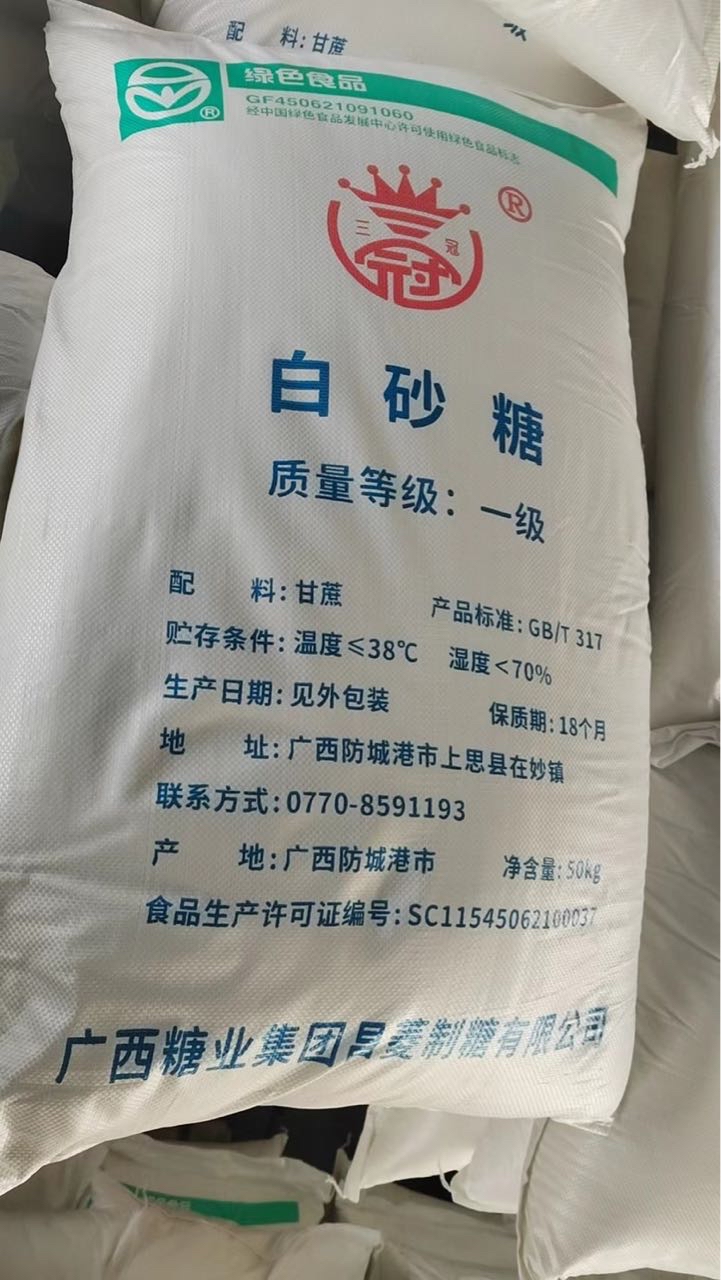 配 料:甘蔗
绿色食品
GF450621091060
经中国绿色食品发展中心许可使用绿色食品标志
®
®
三冠
冠
白砂糖
质量等级:一级
配 料:甘蔗 产品标准:GB/T 317
贮存条件:温度≤38℃ 湿度<70%
生产日期:见外包装 保质期:18个月
地 址:广西防城港市上思县在妙镇
联系方式:0770-8591193
产 地:广西防城港市 净含量:50kg
食品生产许可证编号:SC11545062100037
广西糖业集团昌菱制糖有限公司